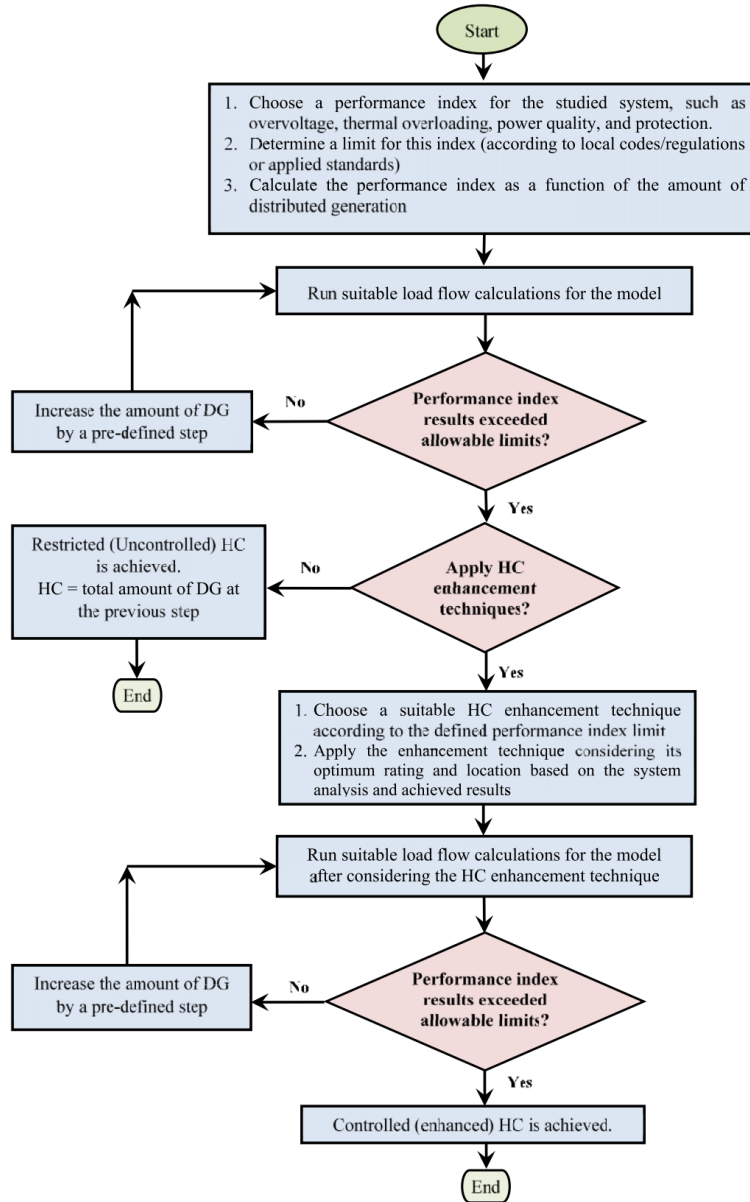 Start
1. Choose a performance index for the studied system, such as
overvoltage, thermal overloading, power quality, and protection.
2. Determine a limit for this index (according to local codes/regulations
or applied standards)
3. Calculate the performance index as a function of the amount of
distributed generation
Run suitable load flow calculations for the model
Performance index
results exceeded
allowable limits?
No
Increase the amount of DG
by a pre-defined step
Yes
Apply HC
enhancement
techniques?
No
Restricted (Uncontrolled) HC
is achieved.
HC = total amount of DG at
the previous step
End
Yes
1. Choose a suitable HC enhancement technique
according to the defined performance index limit
2. Apply the enhancement technique considering its
optimum rating and location based on the system
analysis and achieved results
Run suitable load flow calculations for the model
after considering the HC enhancement technique
Performance index
results exceeded
allowable limits?
No
Increase the amount of DG
by a pre-defined step
Yes
Controlled (enhanced) HC is achieved.
End